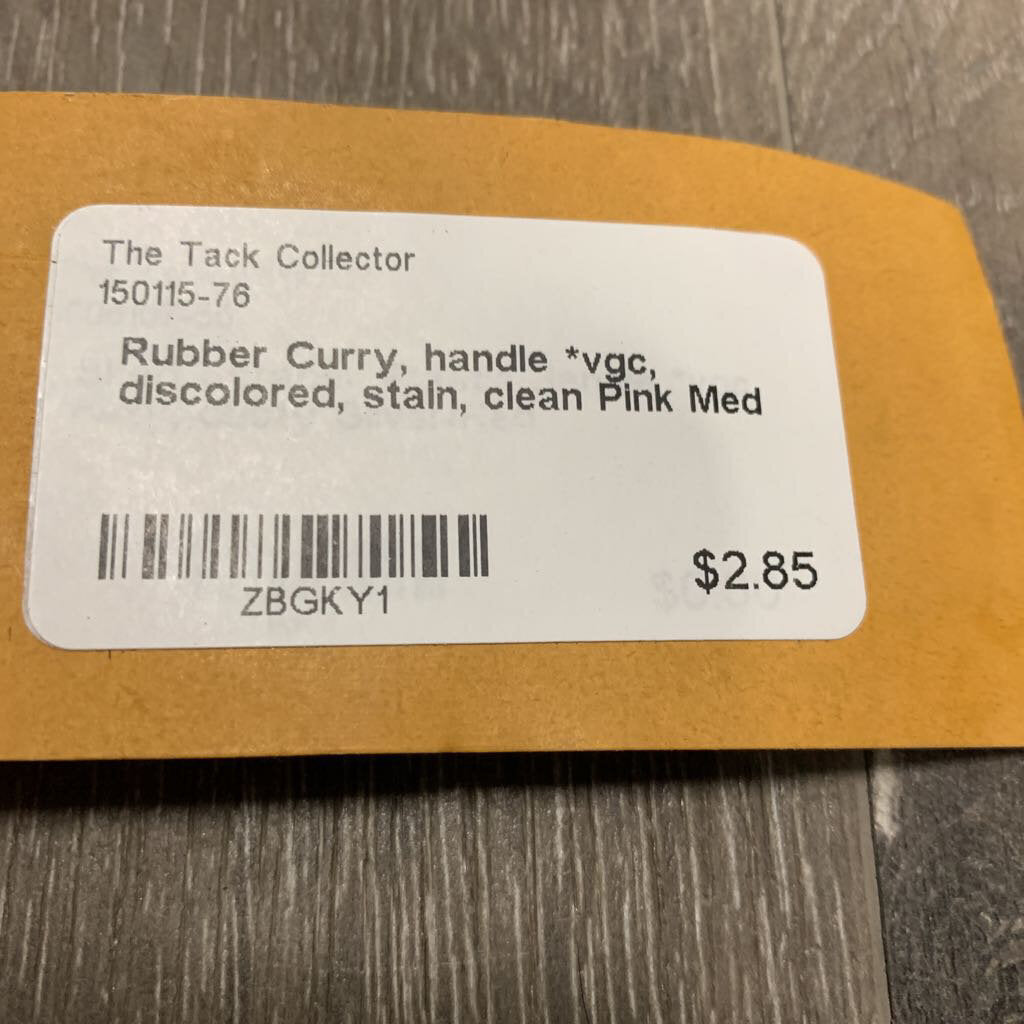 The Tack Collector
150115-76
Rubber Curry, handle *vgc,
discolored, stain, clean Pink Med
ZBGKY1
$2.85